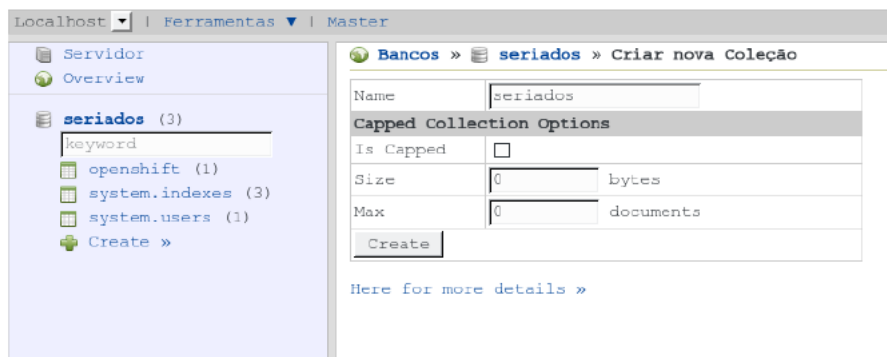 Localhost | Ferramentas ▼ | Master
Servidor
Overview
seriados (3)
keyword
openshift (1)
system.indexes (3)
system.users (1)
Create »
Bancos » seriados » Criar nova Coleção
Name seriados
Capped Collection Options
Is Capped
Size 0 bytes
Max 0 documents
Create
Here for more details »